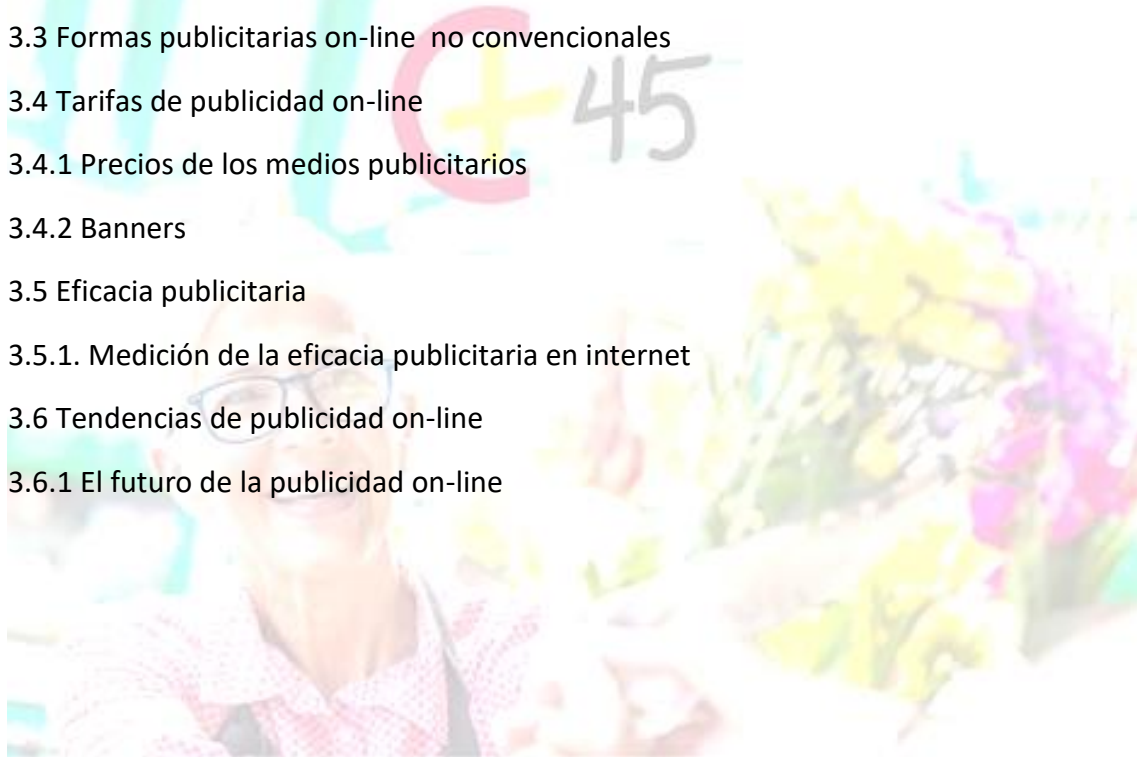 3.3 Formas publicitarias on-line  no convencionales
+45
3.4 Tarifas de publicidad on-line
3.4.1 Precios de los medios publicitarios
3.4.2 Banners
3.5 Eficacia publicitaria
3.5.1. Medición de la eficacia publicitaria en internet
3.6 Tendencias de publicidad on-line
3.6.1 El futuro de la publicidad on-line